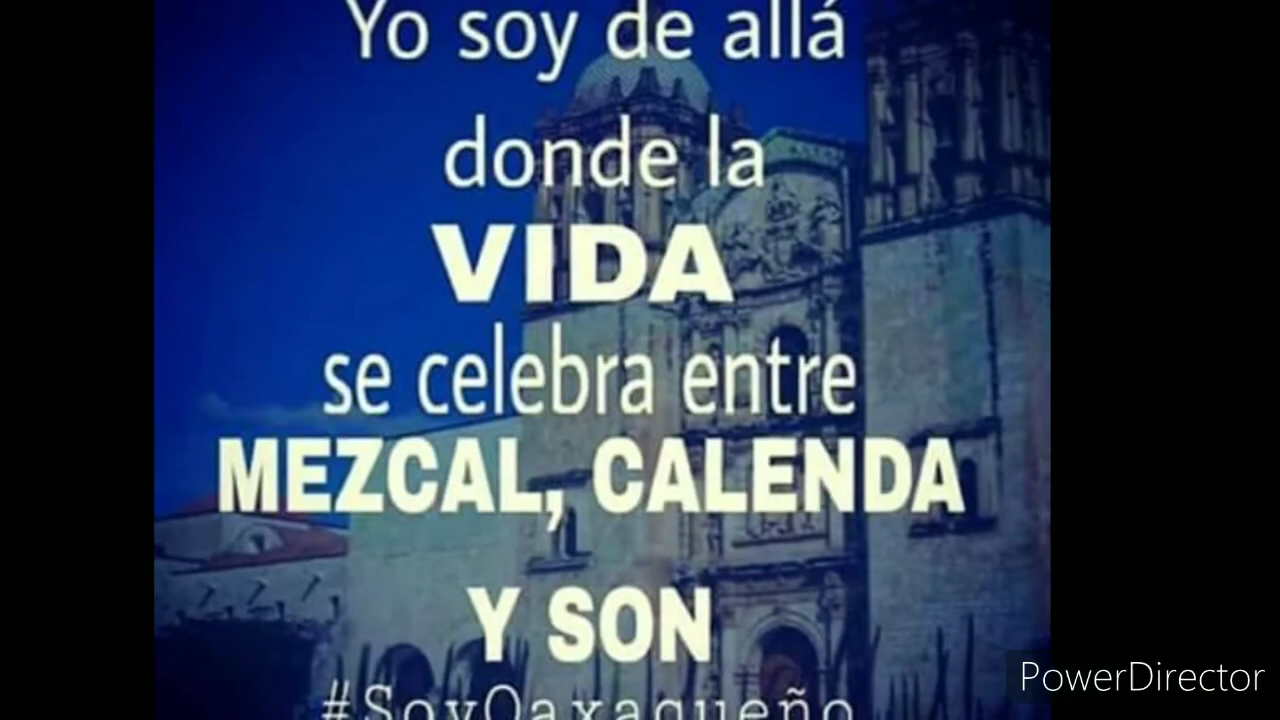 Yo soy de allá
donde la
VIDA
se celebra entre
MEZCAL, CALENDA
Y SON
#SoyOaxaqueño
PowerDirector